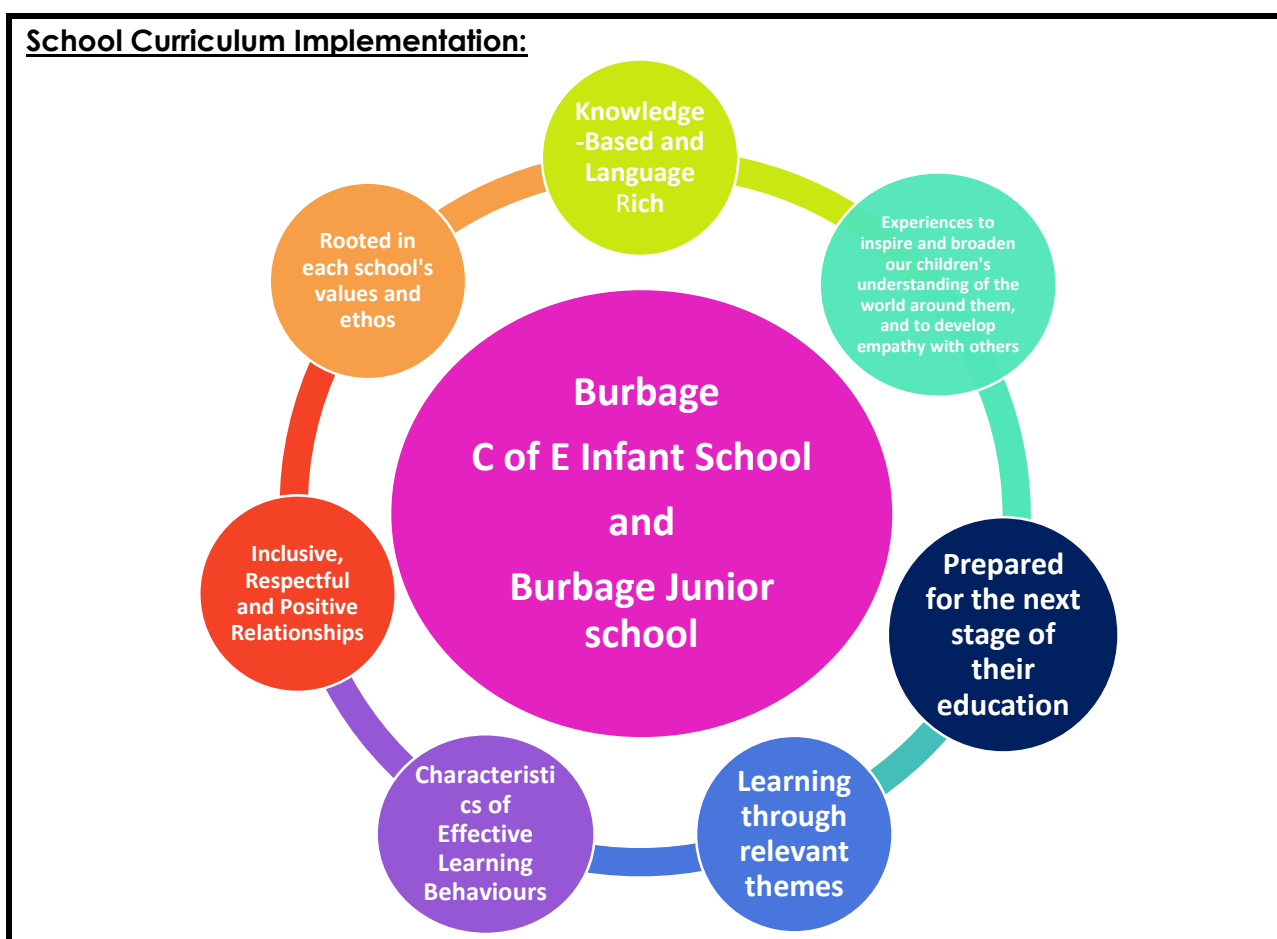 School Curriculum Implementation:
Knowledge
-Based and
Language
Rich
Experiences to
inspire and broaden
our children's
understanding of the
world around them,
and to develop
empathy with others
Prepared
for the next
stage of
their
education
Learning
through
relevant
themes
Characteristi
cs of
Effective
Learning
Behaviours
Inclusive,
Respectful
and Positive
Relationships
Rooted in
each school's
values and
ethos
Burbage
C of E Infant School
and
Burbage Junior
school